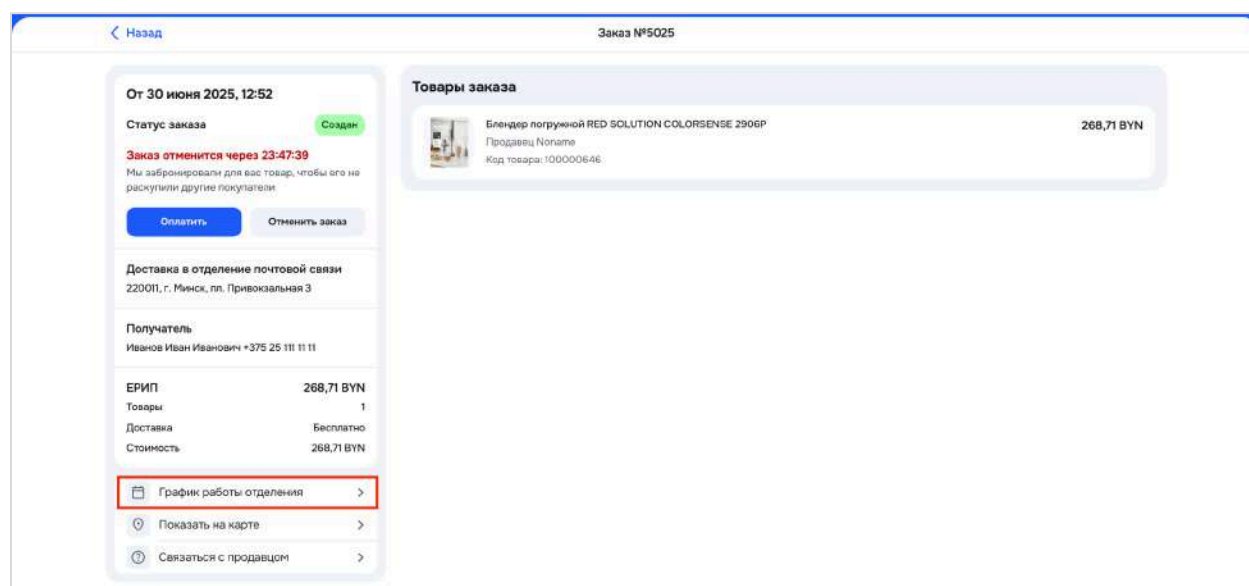 Назад
Заказ №5025
От 30 июня 2025, 12:52
Статус заказа Создан
Заказ отменится через 23:47:39
Мы забронировали для вас товар, чтобы его не
раскупили другие покупатели
Оплатить Отменить заказ
Доставка в отделение почтовой связи
220011, г. Минск, пл. Привокзальная 3
Получатель
Иванов Иван Иванович +375 25 111 11 11
ЕРИП 268,71 BYN
Товары 1
Доставка Бесплатно
Стоимость 268,71 BYN
График работы отделения
Показать на карте
Связаться с продавцом
Товары заказа
Блендер погружной RED SOLUTION COLORSENSE 2906P 268,71 BYN
Продавец Noname
Код товара: 100000646